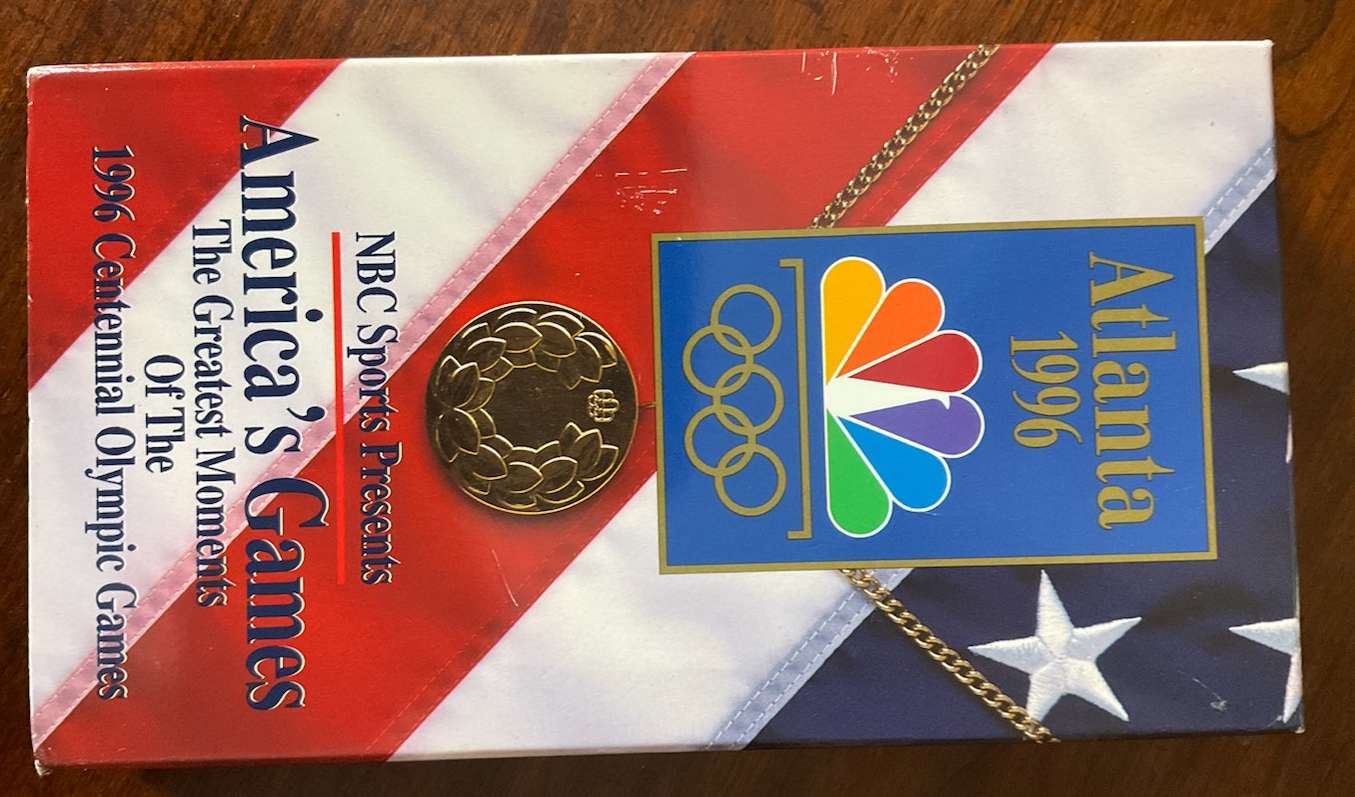 Atlanta
1996
NBC Sports Presents
America's Games
The Greatest Moments
Of The
1996 Centennial Olympic Games